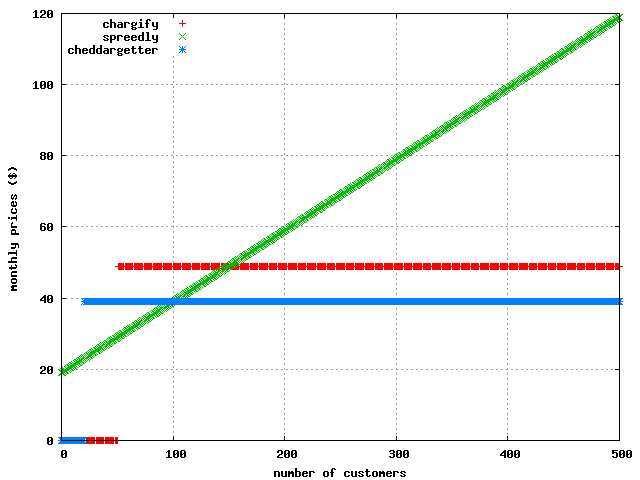 chargify
spreedly
cheddargetter
120
100
80
60
40
20
0
monthly prices ($)
0 100 200 300 400 500
number of customers